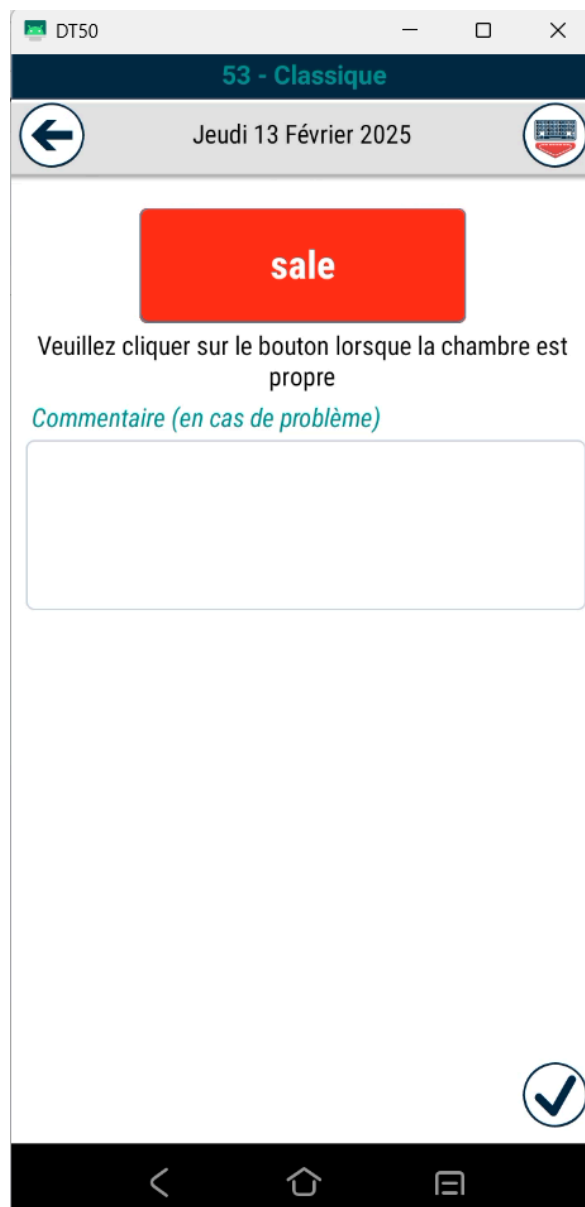 DT50
53 - Classique
Jeudi 13 Février 2025
sale
Veuillez cliquer sur le bouton lorsque la chambre est
propre
Commentaire (en cas de problème)